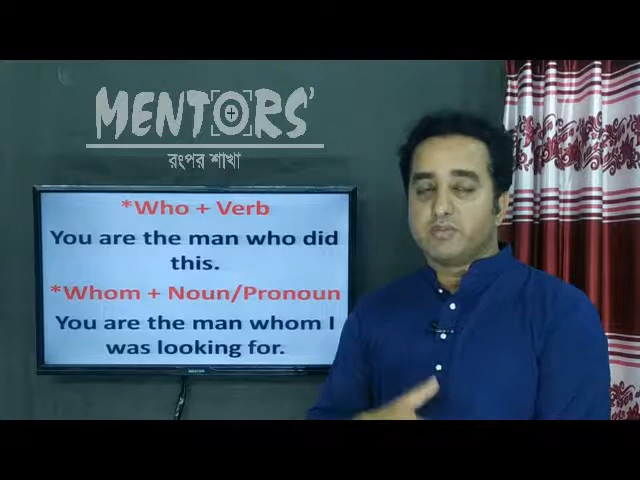 MENTORS'
রংপর শাখা
*Who + Verb
You are the man who did
this.
*Whom + Noun/Pronoun
You are the man whom I
was looking for.